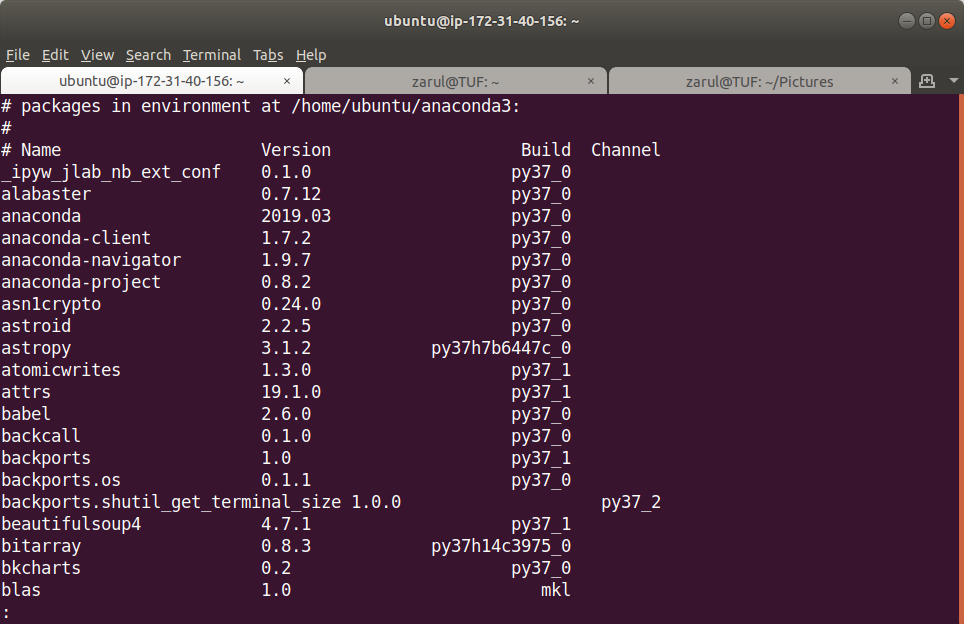 ubuntu@ip-172-31-40-156: ~
File Edit View Search Terminal Tabs Help
ubuntu@ip-172-31-40-156: ~ × zarul@TUF: ~ × zarul@TUF: ~/Pictures ×
# packages in environment at /home/ubuntu/anaconda3:
#
# Name                    Version                   Build  Channel
_ipyw_jlab_nb_ext_conf    0.1.0                    py37_0
alabaster                 0.7.12                   py37_0
anaconda                  2019.03                  py37_0
anaconda-client           1.7.2                    py37_0
anaconda-navigator        1.9.7                    py37_0
anaconda-project          0.8.2                    py37_0
asn1crypto                0.24.0                   py37_0
astroid                   2.2.5                    py37_0
astropy                   3.1.2            py37h7b6447c_0
atomicwrites              1.3.0                    py37_1
attrs                     19.1.0                   py37_1
babel                     2.6.0                    py37_0
backcall                  0.1.0                    py37_0
backports                 1.0                      py37_1
backports.os              0.1.1                    py37_0
backports.shutil_get_terminal_size 1.0.0                    py37_2
beautifulsoup4            4.7.1                    py37_1
bitarray                  0.8.3            py37h14c3975_0
bkcharts                  0.2                      py37_0
blas                      1.0                         mkl
: